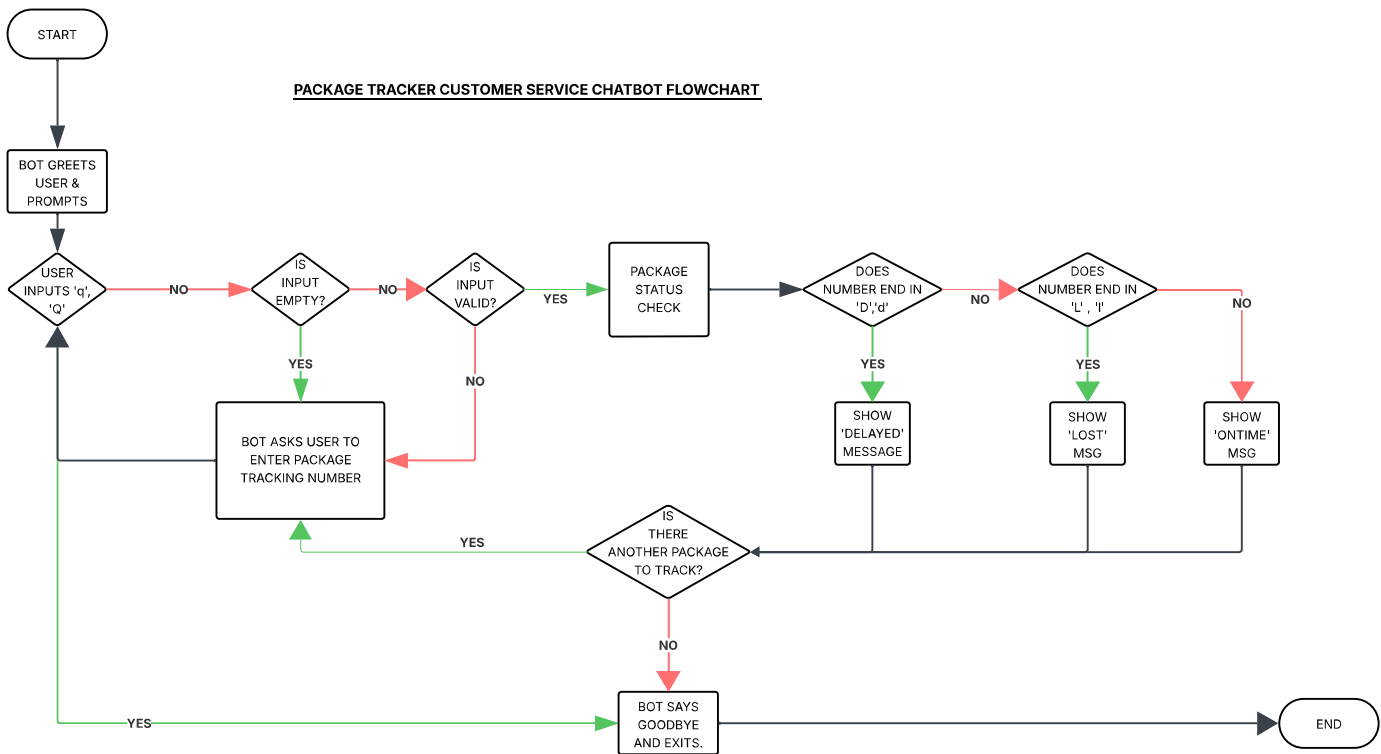 START
PACKAGE TRACKER CUSTOMER SERVICE CHATBOT FLOWCHART
BOT GREETS
USER &
PROMPTS
USER
INPUTS 'q',
'Q'
NO
IS
INPUT
EMPTY?
NO
IS
INPUT
VALID?
YES
PACKAGE
STATUS
CHECK
DOES
NUMBER END IN
'D','d'
NO
DOES
NUMBER END IN
'L' , 'l'
NO
YES
NO
YES
YES
BOT ASKS USER TO
ENTER PACKAGE
TRACKING NUMBER
SHOW
'DELAYED'
MESSAGE
SHOW
'LOST'
MSG
SHOW
'ONTIME'
MSG
YES
IS
THERE
ANOTHER PACKAGE
TO TRACK?
NO
YES
BOT SAYS
GOODBYE
AND EXITS.
END